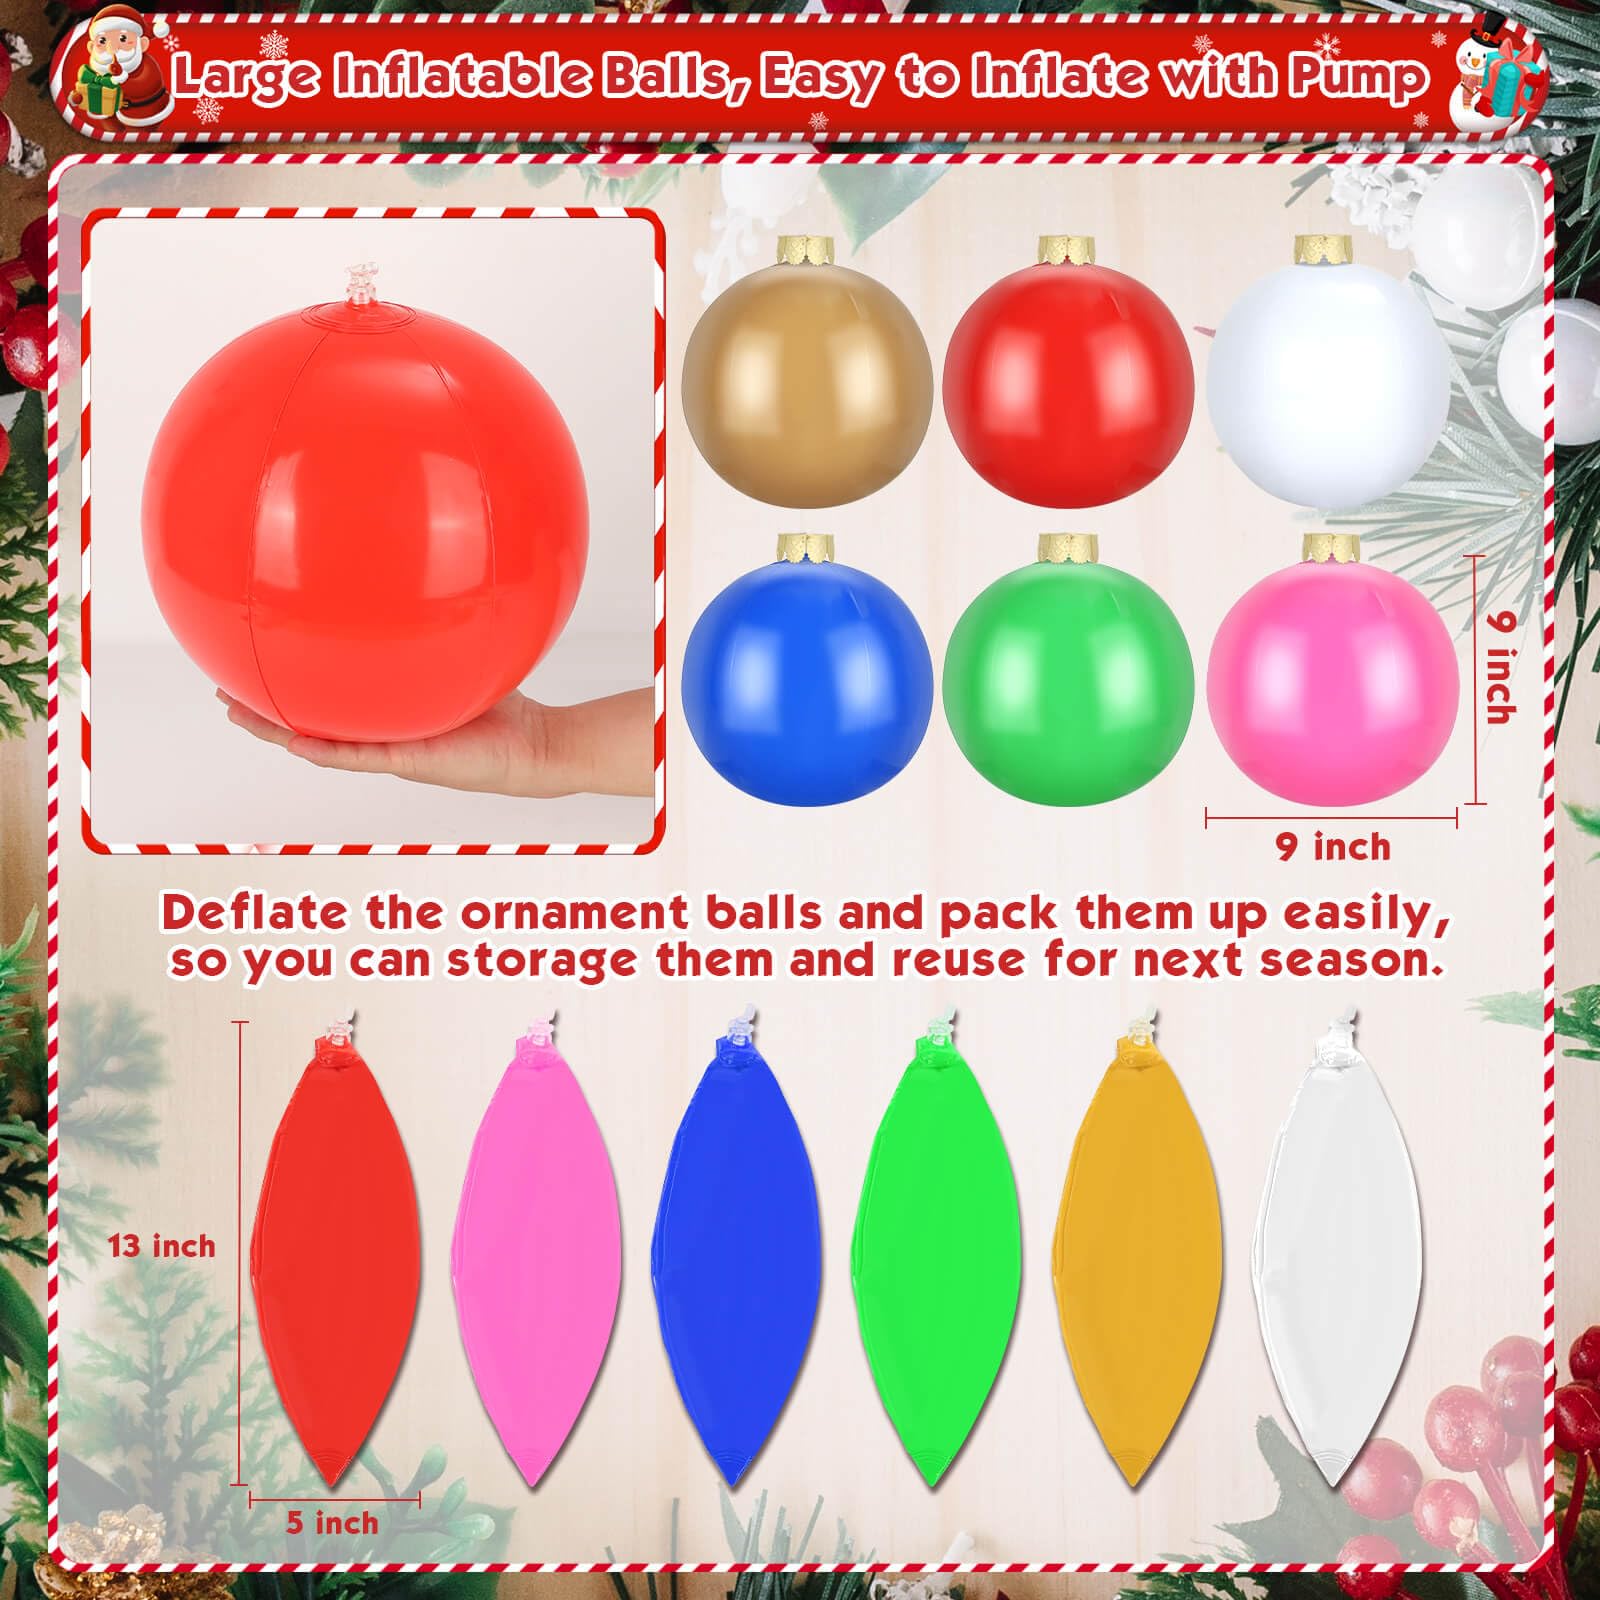 Large Inflatable Balls, Easy to Inflate with Pump
9 inch
9 inch
Deflate the ornament balls and pack them up easily,
so you can storage them and reuse for next season.
13 inch
5 inch